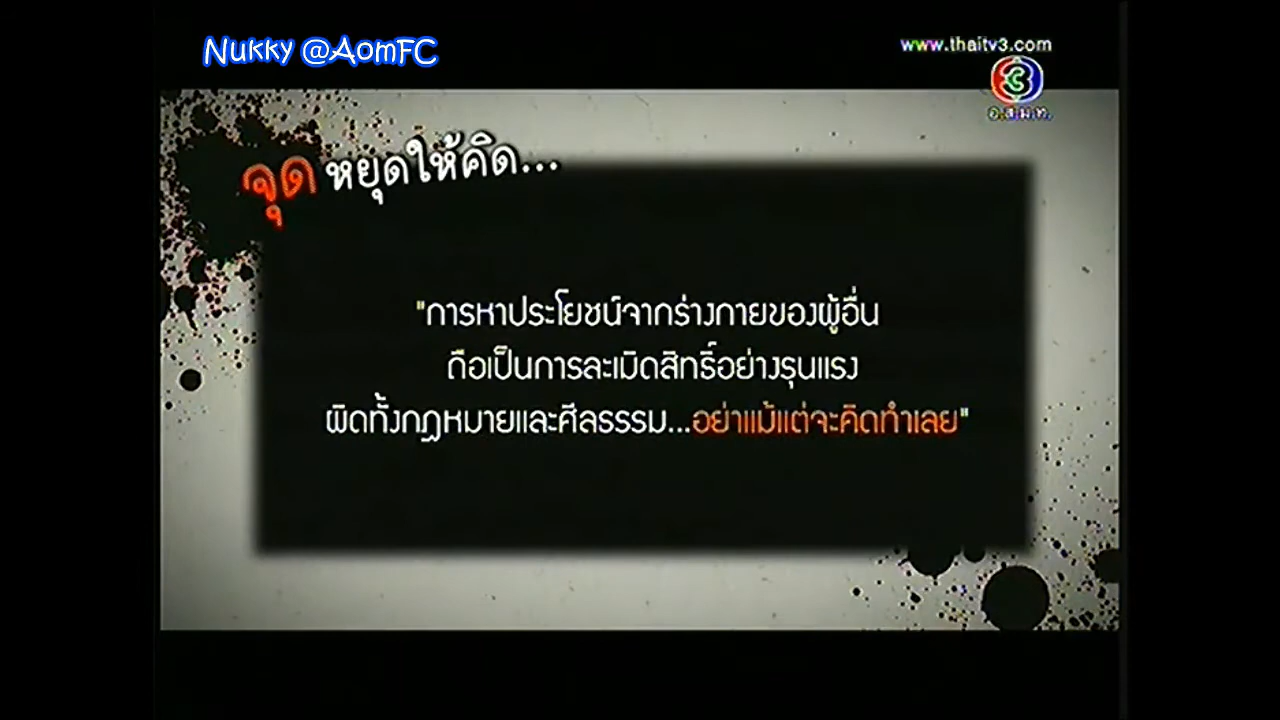 Nukky @AomFC
www.thaitv3.com
3
อ.ส.ม.ท.
จุด หยุดให้คิด...
"การหาประโยชน์จากร่างกายของผู้อื่น
ถือเป็นการละเมิดสิทธิ์อย่างรุนแรง
ผิดทั้งกฎหมายและศีลธรรม...อย่าแม้แต่จะคิดทำเลย"